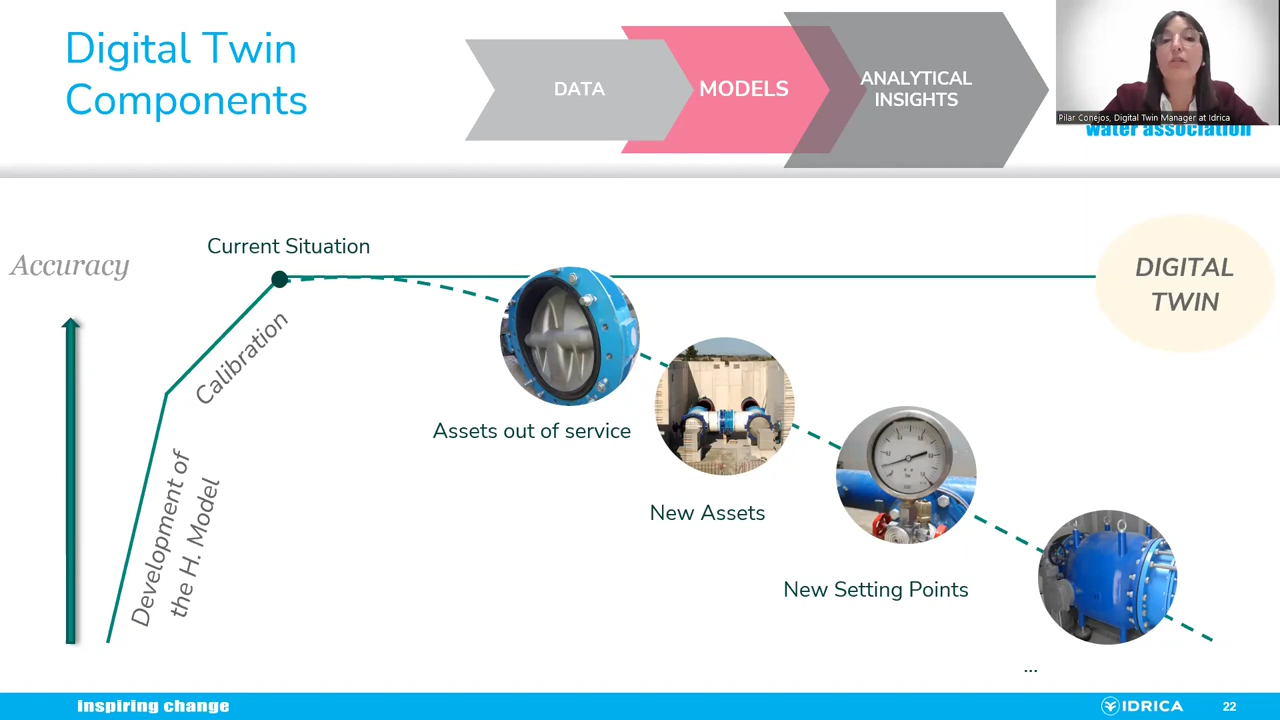 Digital Twin
Components
DATA
MODELS
ANALYTICAL
INSIGHTS
Pilar Conejos, Digital Twin Manager at Idrica
water association
Accuracy
Current Situation
Calibration
Development of
the H. Model
DIGITAL
TWIN
Assets out of service
New Assets
New Setting Points
...
inspiring change
IDRICA
22